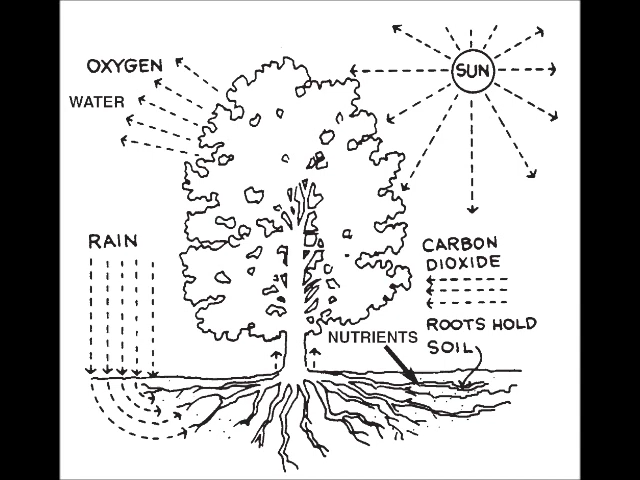 OXYGEN
SUN
WATER
RAIN
CARBON
DIOXIDE
NUTRIENTS
ROOTS HOLD
SOIL